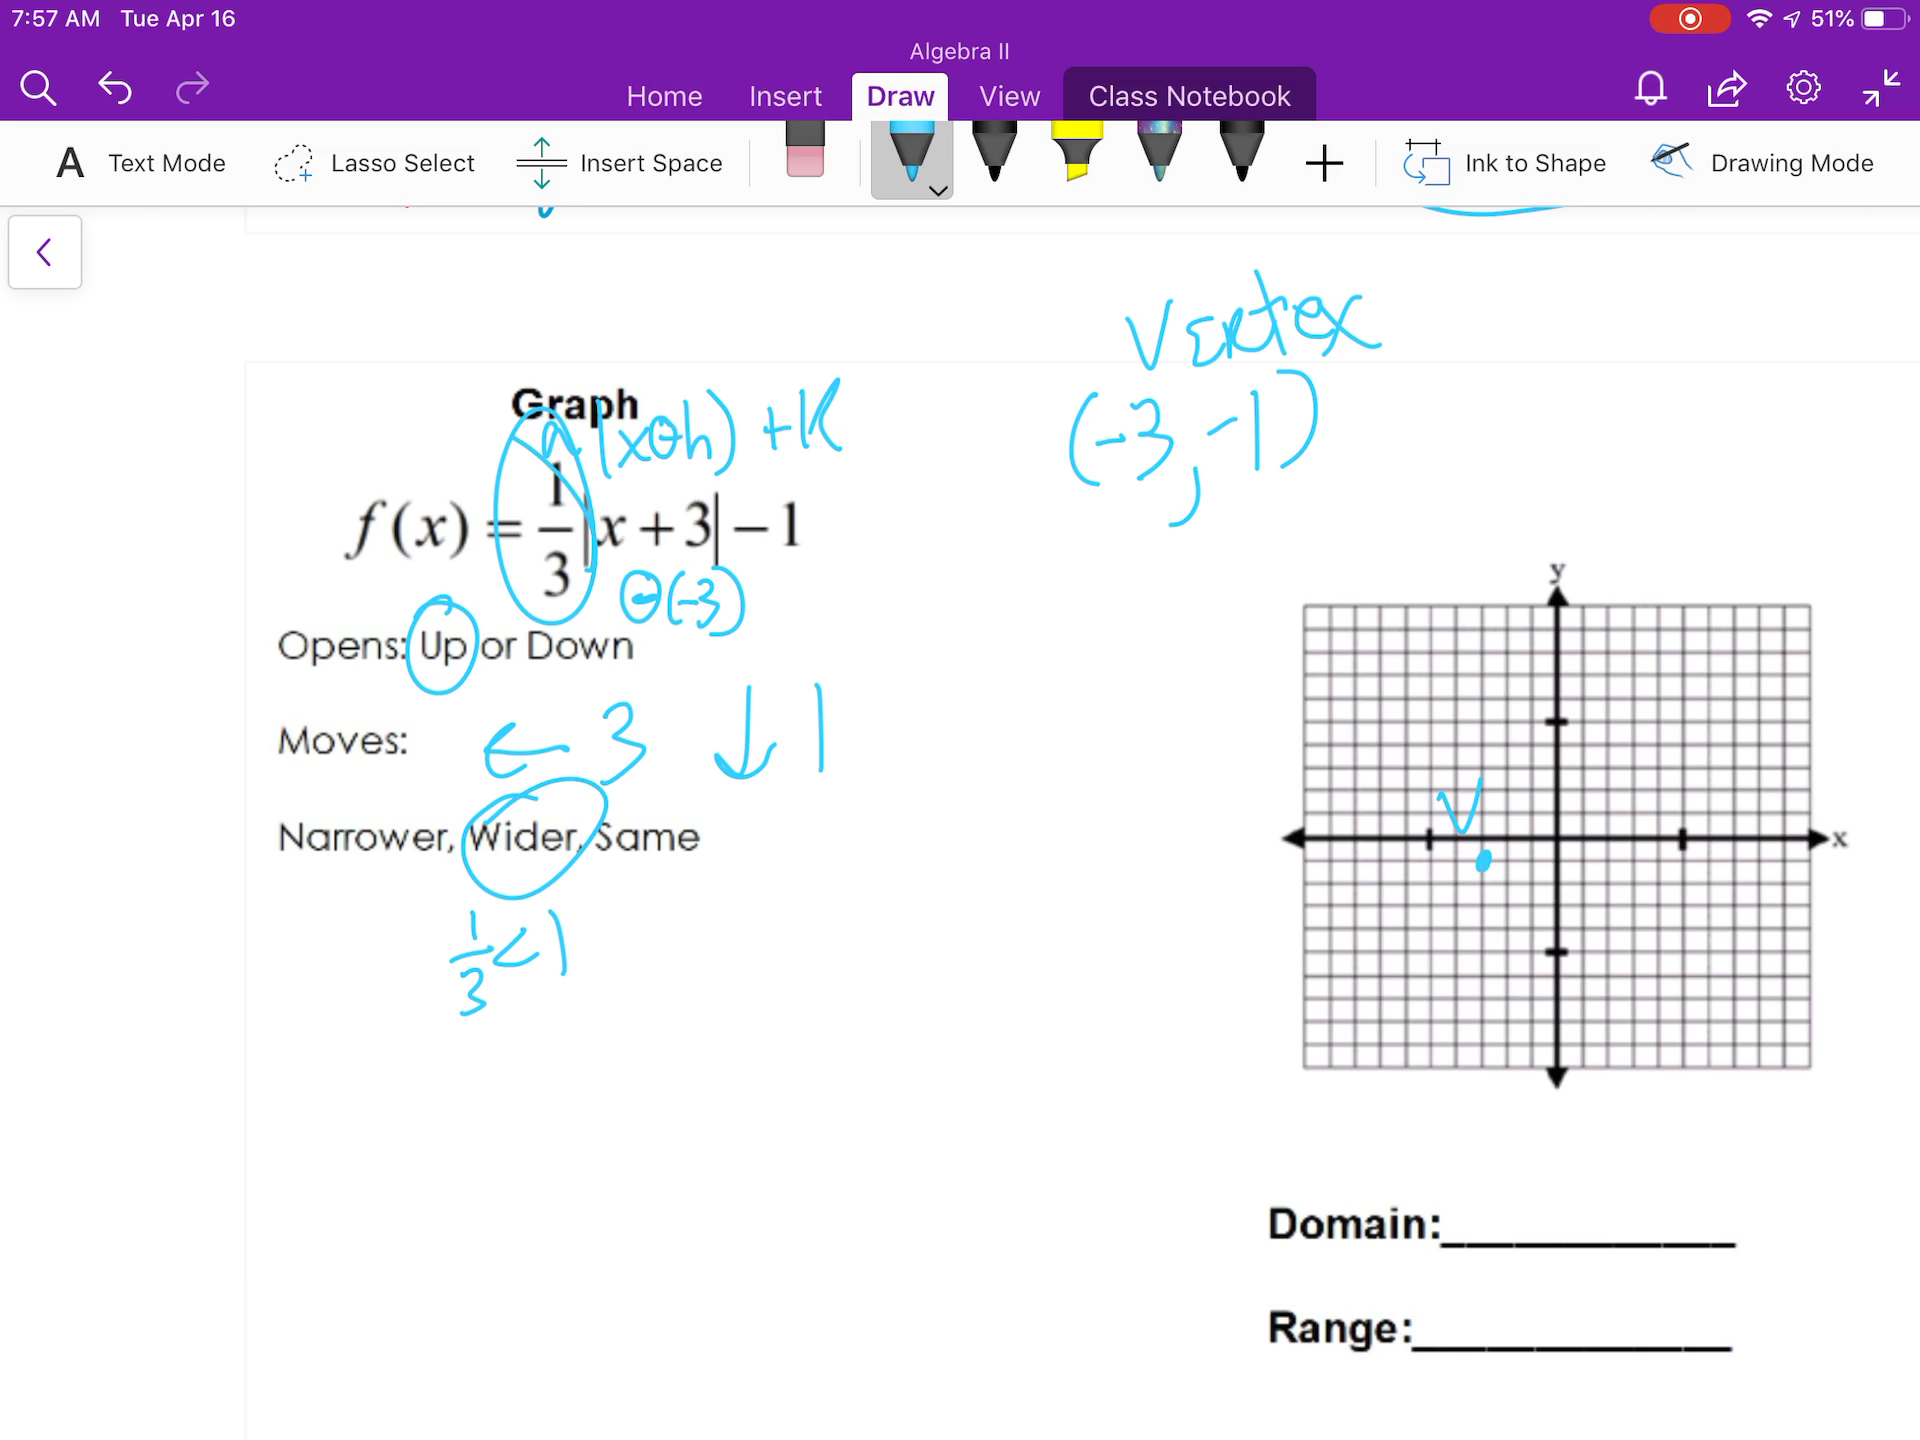 7:57 AM Tue Apr 16 51%
Algebra II
Home Insert Draw View Class Notebook
A Text Mode Lasso Select Insert Space Ink to Shape Drawing Mode
Vertex
(-3, -1)
Graph
a(x-h) +k
f(x) = 1/3|x + 3| − 1
-(-3)
Opens: Up or Down
Moves: ← 3 ↓ 1
Narrower, Wider, Same
1/3 < 1
y
V
x
Domain:____________
Range:_____________